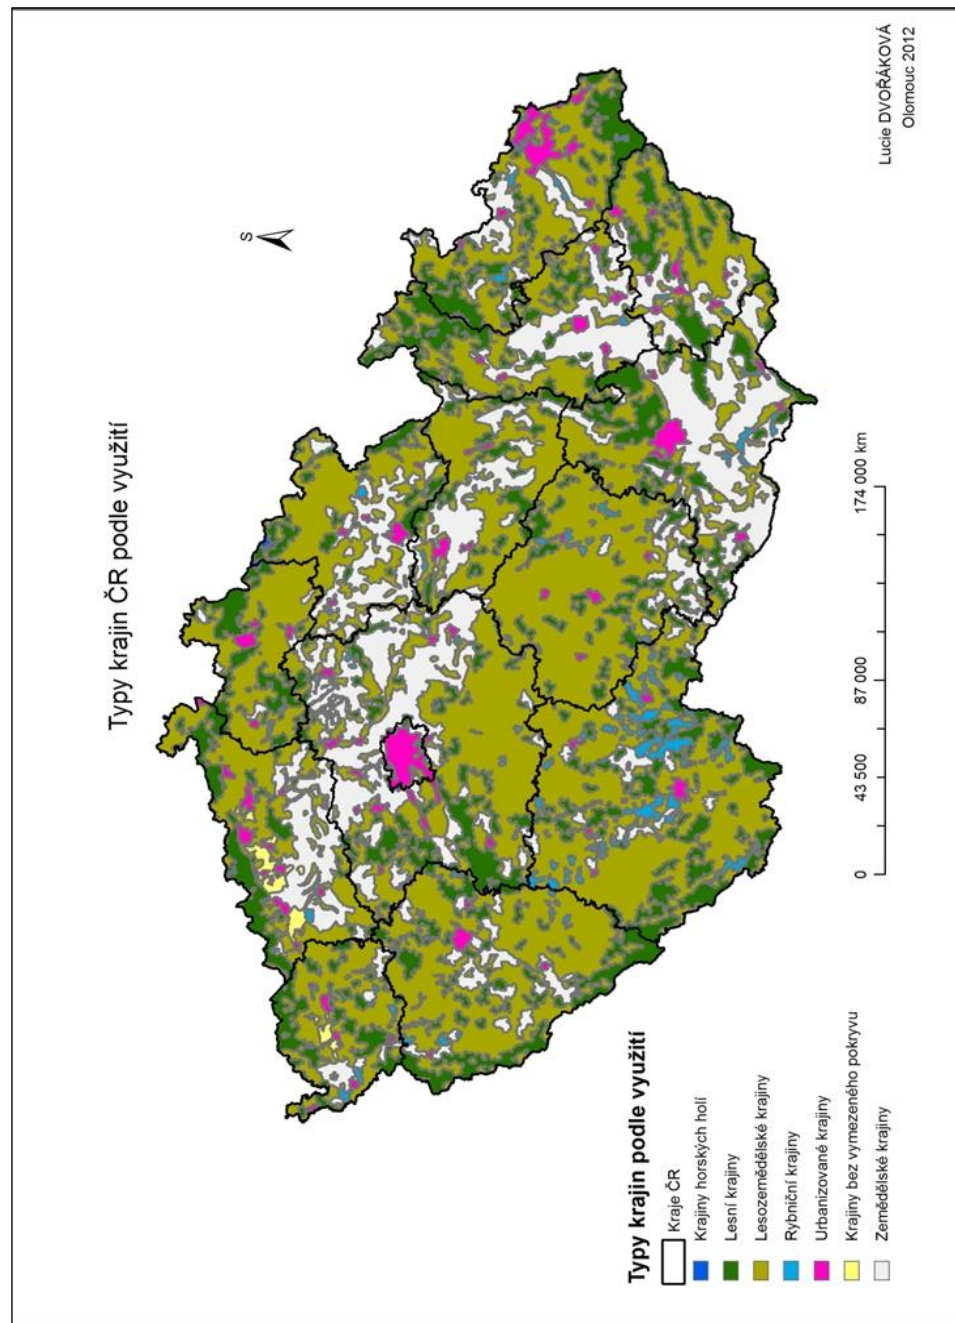 Typy krajin ČR podle využití
S
Typy krajin podle využití
Kraje ČR
Krajiny horských holí
Lesní krajiny
Lesozemědělské krajiny
Rybniční krajiny
Urbanizované krajiny
Krajiny bez vymezeného pokryvu
Zemědělské krajiny
0 43 500 87 000 174 000 km
Lucie DVOŘÁKOVÁ
Olomouc 2012